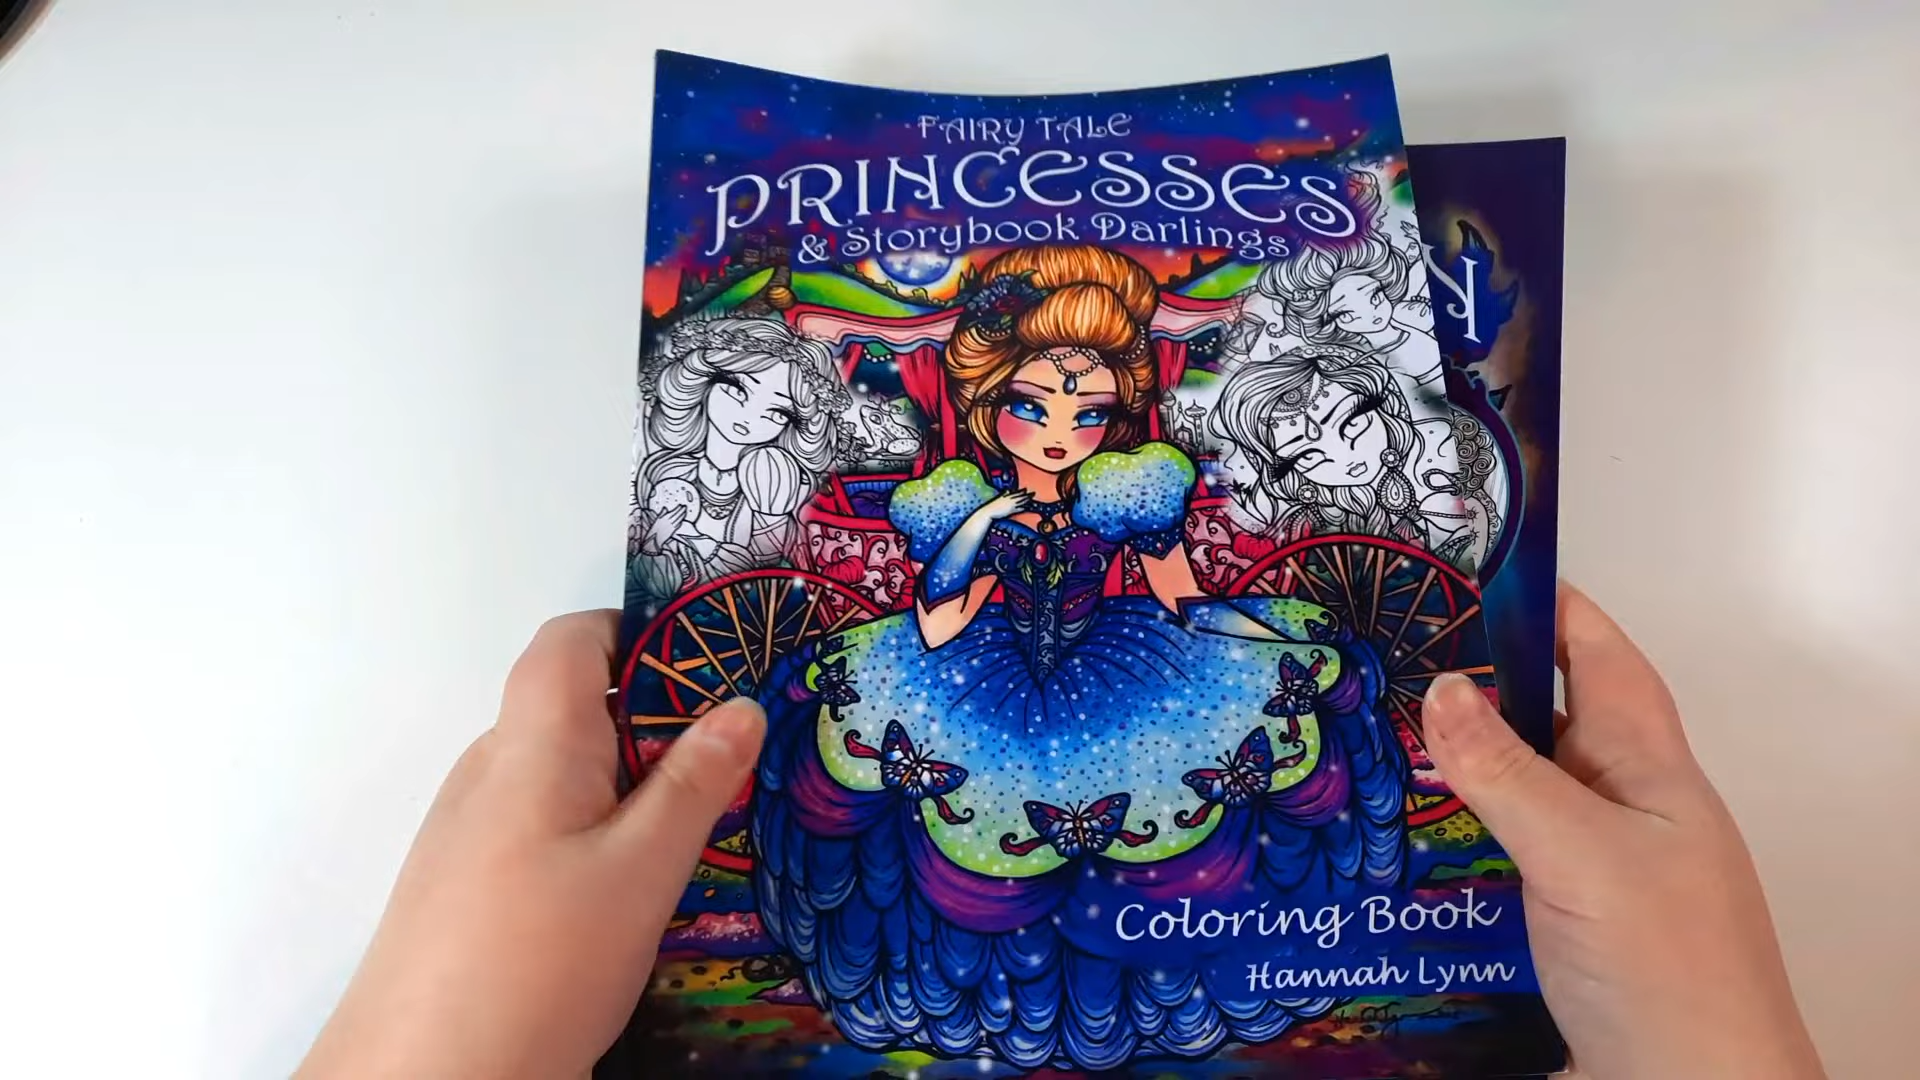 FAIRY TALE
PRINCESSES
& Storybook Darlings
Coloring Book
Hannah Lynn